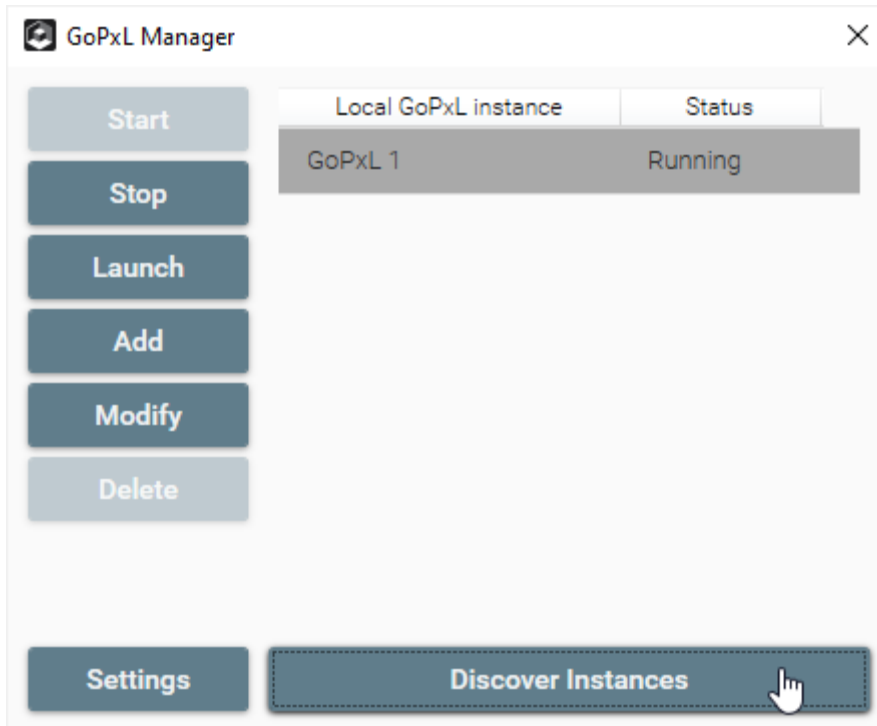 GoPxL Manager
Start
Stop
Launch
Add
Modify
Delete
Settings
Local GoPxL instance Status
GoPxL 1 Running
Discover Instances